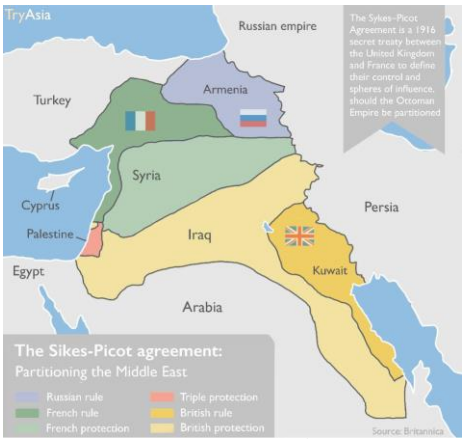 TryAsia
Russian empire
The Sykes-Picot
Agreement is a 1916
secret treaty between
the United Kingdom
and France to define
their control and
spheres of influence,
should the Ottoman
Empire be partitioned
Armenia
Turkey
Syria
Cyprus
Palestine
Persia
Iraq
Egypt
Kuwait
Arabia
The Sikes-Picot agreement:
Partitioning the Middle East
Russian rule
French rule
French protection
Triple protection
British rule
British protection
Source: Britannica